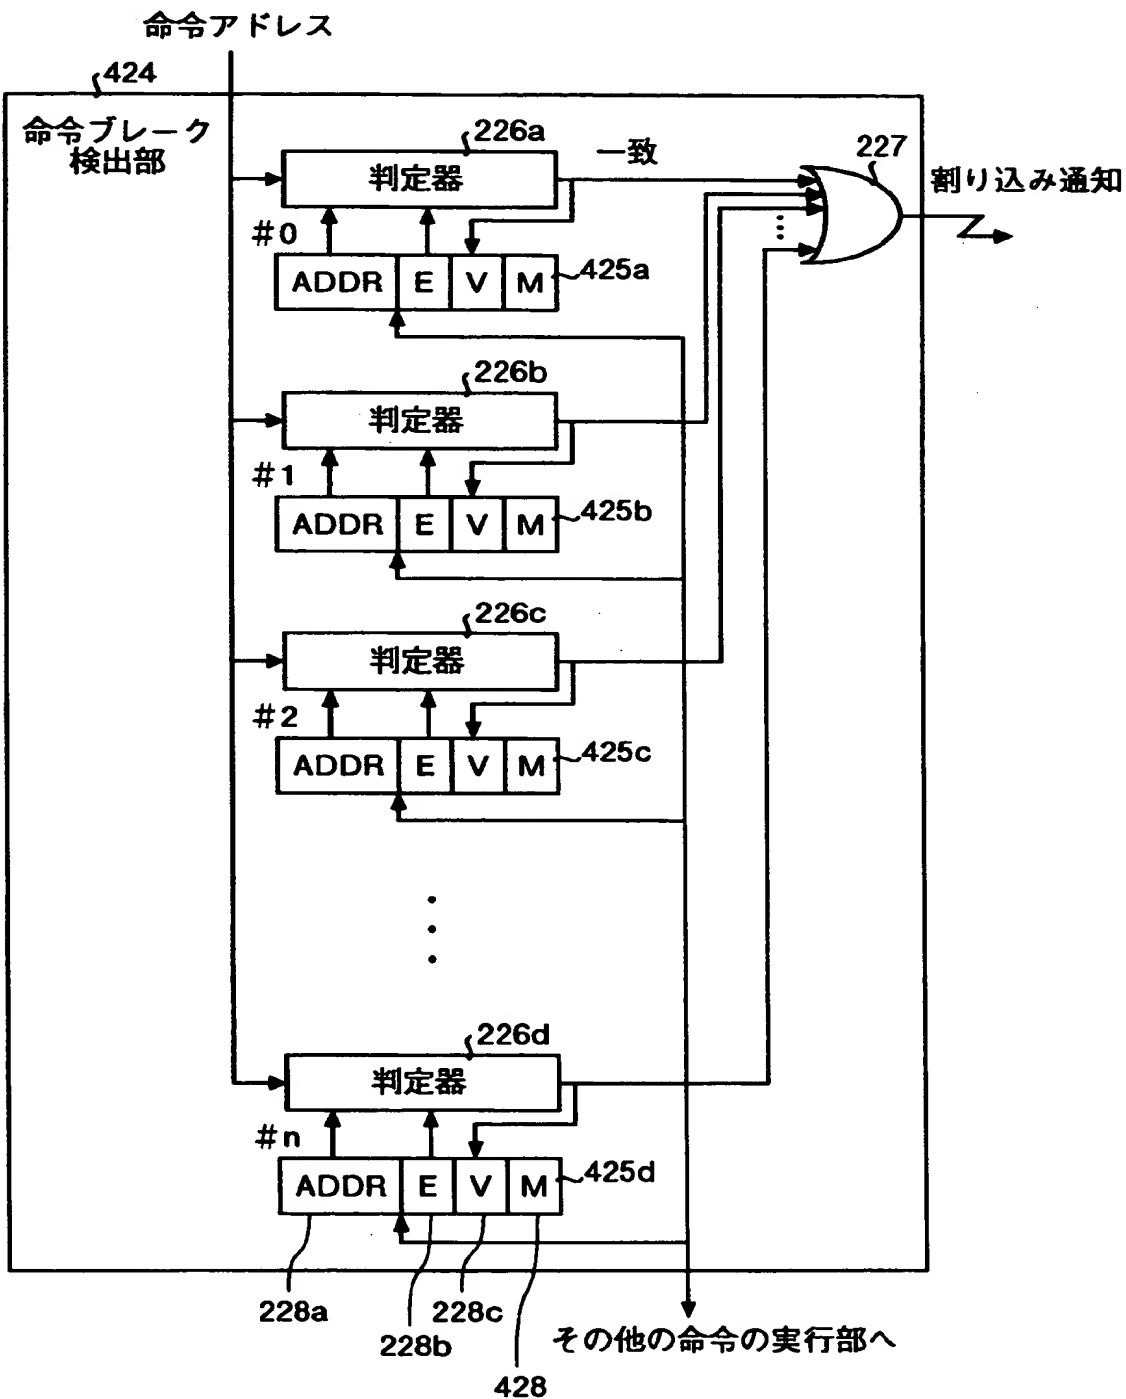 命令アドレス
424
命令ブレーク
検出部
226a
判定器
一致
227
割り込み通知
#0
ADDR E V M
425a
226b
判定器
#1
ADDR E V M
425b
226c
判定器
#2
ADDR E V M
425c
226d
判定器
#n
ADDR E V M
425d
228a
228b
228c
428
その他の命令の実行部へ